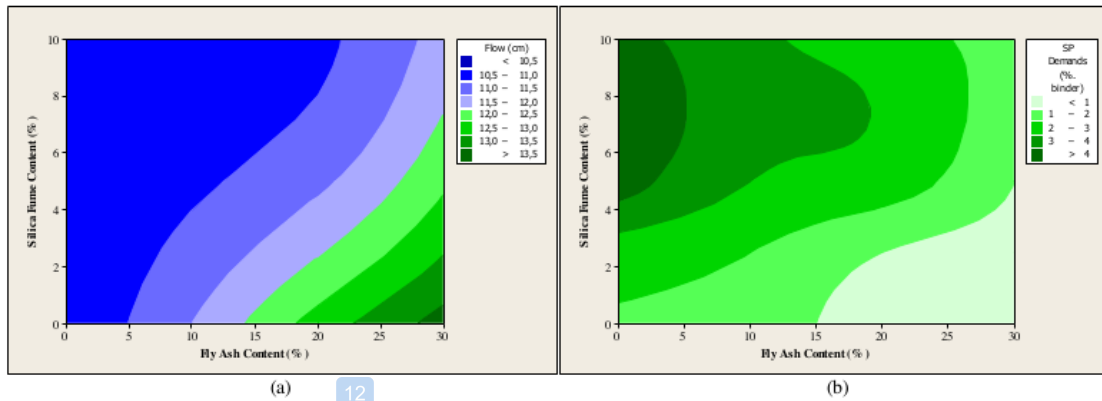 Flow (cm)
< 10,5
10,5 – 11,0
11,0 – 11,5
11,5 – 12,0
12,0 – 12,5
12,5 – 13,0
13,0 – 13,5
> 13,5
10
8
6
4
2
0
Silica Fume Content (%)
0 5 10 15 20 25 30
Fly Ash Content (%)
(a)
12
SP
Demands
(%.
binder)
< 1
1 – 2
2 – 3
3 – 4
> 4
10
8
6
4
2
0
Silica Fume Content (%)
0 5 10 15 20 25 30
Fly Ash Content (%)
(b)